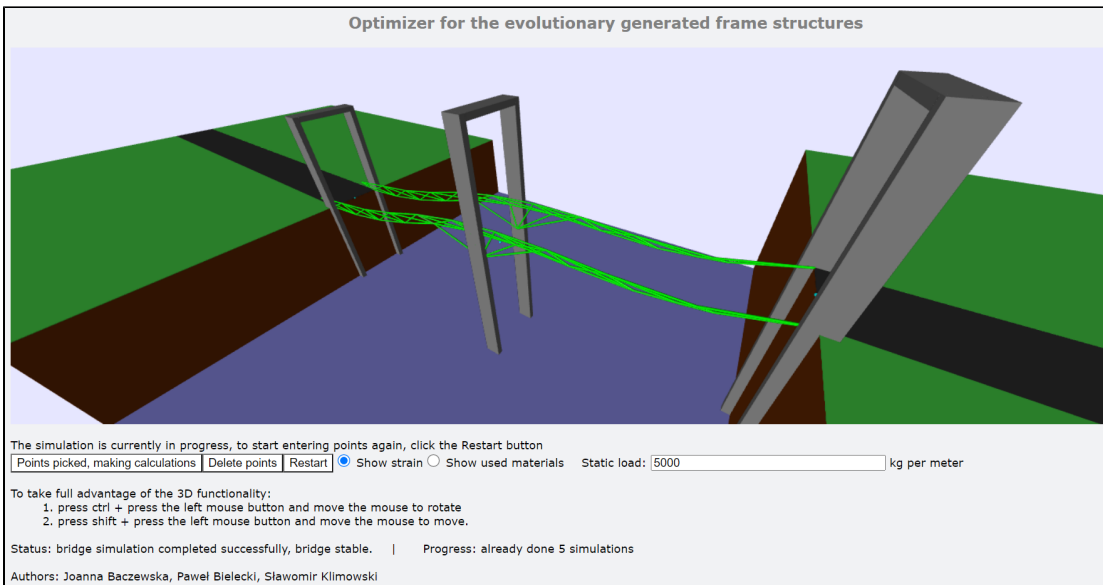 Optimizer for the evolutionary generated frame structures
The simulation is currently in progress, to start entering points again, click the Restart button
Points picked, making calculations Delete points Restart Show strain Show used materials Static load: 5000 kg per meter
To take full advantage of the 3D functionality:
1. press ctrl + press the left mouse button and move the mouse to rotate
2. press shift + press the left mouse button and move the mouse to move.
Status: bridge simulation completed successfully, bridge stable. | Progress: already done 5 simulations
Authors: Joanna Baczewska, Paweł Bielecki, Sławomir Klimowski